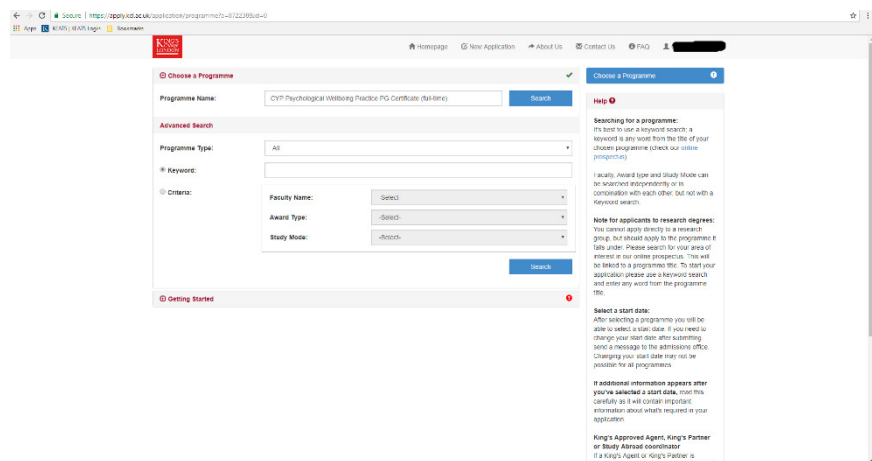 Secure | https://apply.kcl.ac.uk/application/programme?
Apps KEATS | KEATS Login Bookmarks
KING'S College LONDON
Homepage New Application About Us Contact Us FAQ
Choose a Programme
Programme Name: CYP Psychological Wellbeing Practice PG Certificate (full-time) Search
Advanced Search
Programme Type: All
Keyword:
Criteria:
Faculty Name: -Select-
Award Type: -Select-
Study Mode: -Select-
Search
Getting Started
Choose a Programme
Help
Searching for a programme:
It's best to use a keyword search; a
keyword is any word from the title of your
chosen programme (check our online
prospectus)
Faculty, Award type and Study Mode can
be searched independently or in
combination with each other, but not with a
Keyword search.
Note for applicants to research degrees:
You cannot apply directly to a research
group, but should apply to the programme it
falls under. Please search for your area of
interest in our online prospectus. This will
be linked to a programme title. To start your
application please use a keyword search
and enter any word from the programme
title.
Select a start date:
After selecting a programme you will be
able to select a start date. If you need to
change your start date after submitting,
send a message to the admissions office.
Changing your start date may not be
possible for all programmes
If additional information appears after
you've selected a start date, read this
carefully as it will contain important
information about what's required in your
application
King's Approved Agent, King's Partner
or Study Abroad coordinator
If a King's Agent or King's Partner is